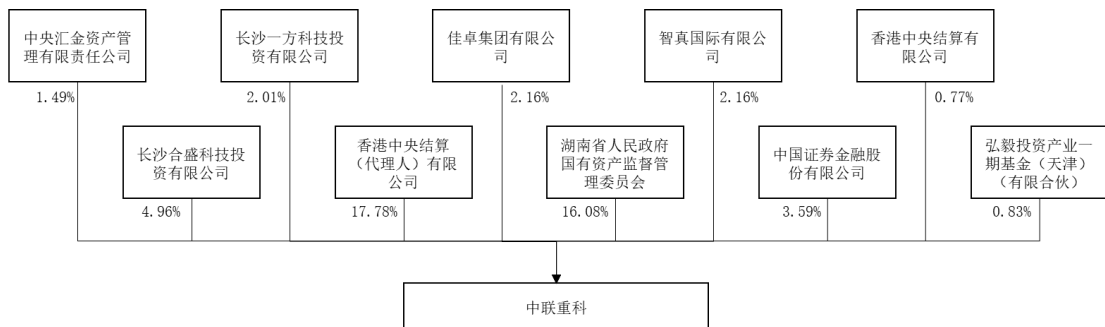 中央汇金资产管
理有限责任公司
长沙一方科技投
资有限公司
佳卓集团有限公
司
智真国际有限公
司
香港中央结算有
限公司
1.49%
2.01%
2.16%
2.16%
0.77%
长沙合盛科技投
资有限公司
香港中央结算
（代理人）有限
公司
湖南省人民政府
国有资产监督管
理委员会
中国证券金融股
份有限公司
弘毅投资产业一
期基金（天津）
（有限合伙）
4.96%
17.78%
16.08%
3.59%
0.83%
中联重科